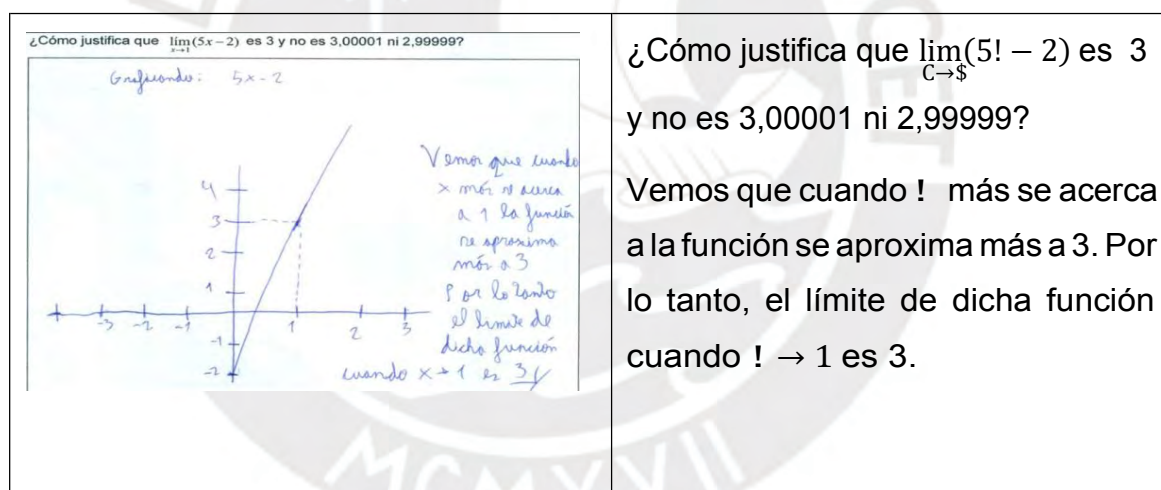 ¿Cómo justifica que lim(5x – 2) es 3 y no es 3,00001 ni 2,99999?
x→1
Graficando: 5x - 2
Vemos que cuando
x más se acerca
a 1 la función
se aproxima
más a 3
Por lo tanto
el límite de
dicha función
cuando x → 1 es 3
4
3
2
1
-3 -2 -1 1 2 3
-1
-2
¿Cómo justifica que lim(5! − 2) es 3
C→$
y no es 3,00001 ni 2,99999?
Vemos que cuando ! más se acerca
a la función se aproxima más a 3. Por
lo tanto, el límite de dicha función
cuando ! → 1 es 3.
MCMXVII